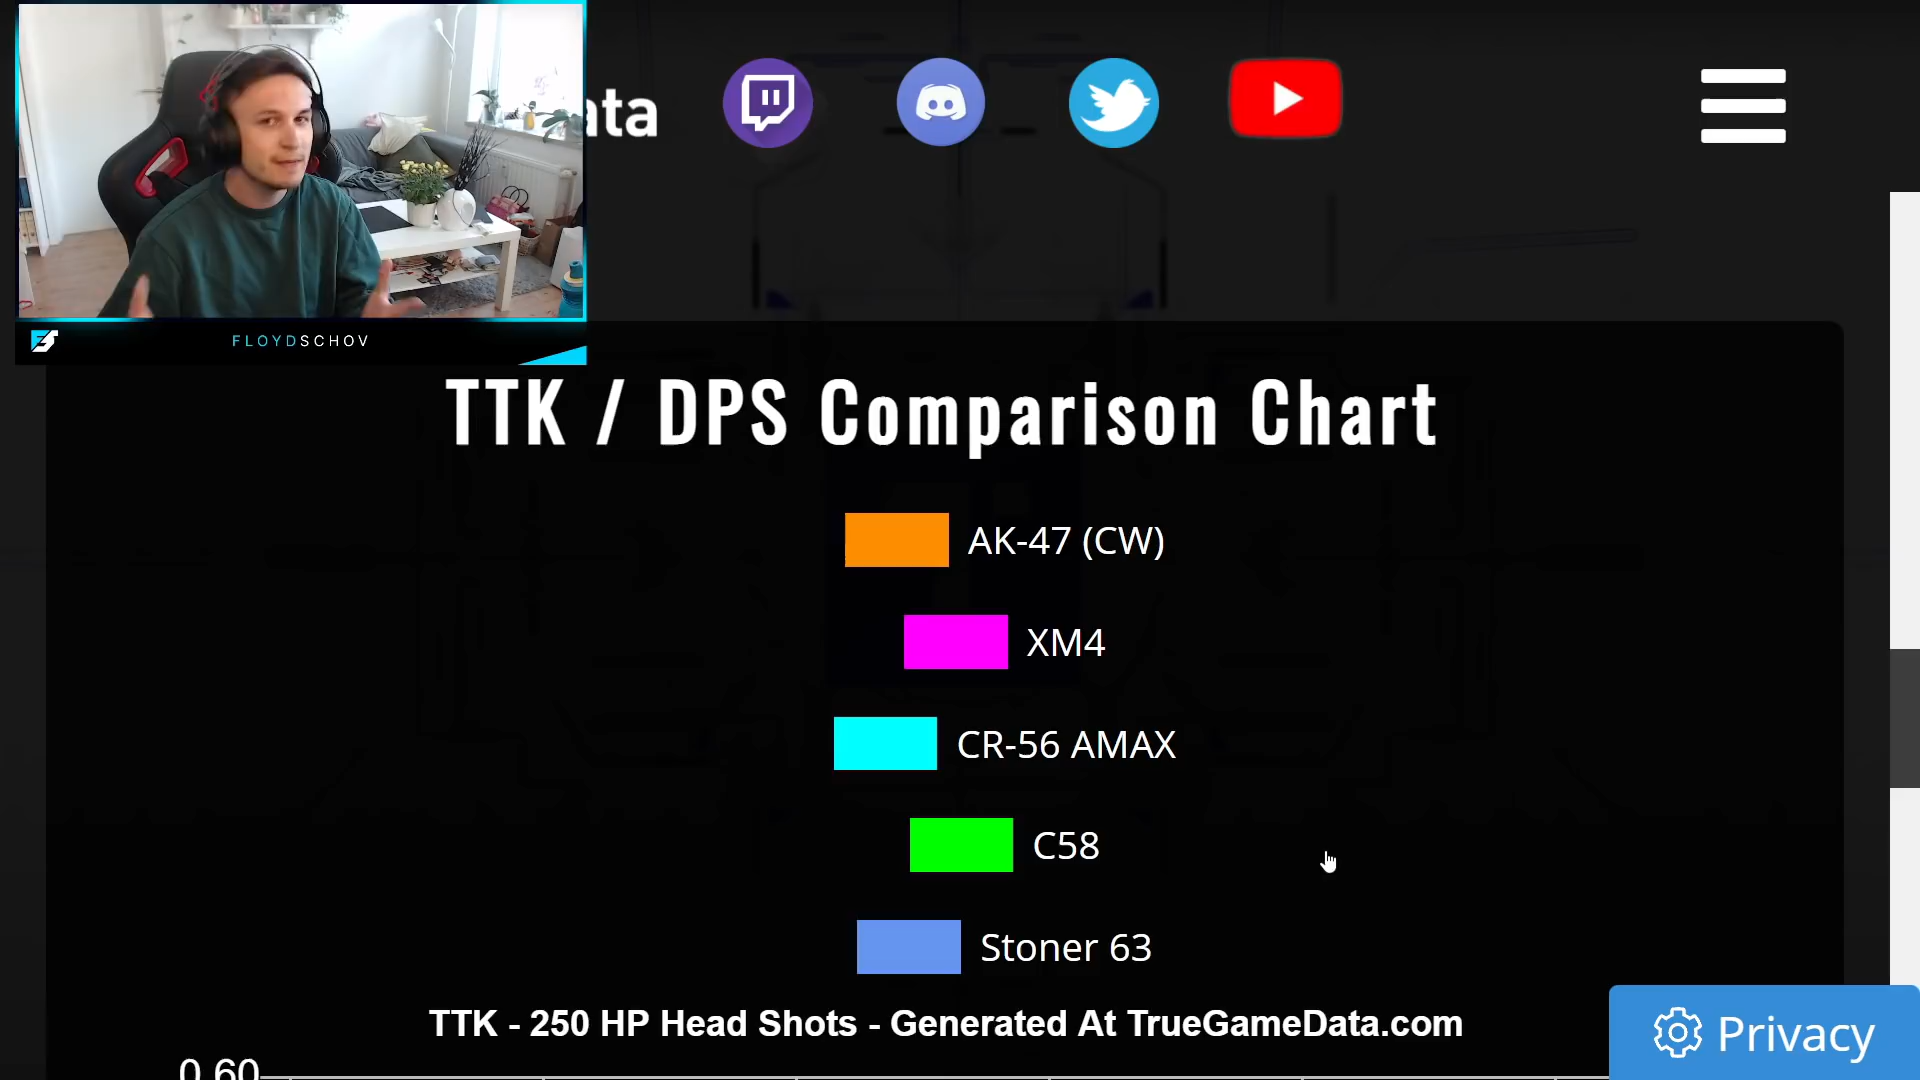 ata
FLOYDSCHOV
TTK / DPS Comparison Chart
AK-47 (CW)
XM4
CR-56 AMAX
C58
Stoner 63
TTK - 250 HP Head Shots - Generated At TrueGameData.com
Privacy
0.60